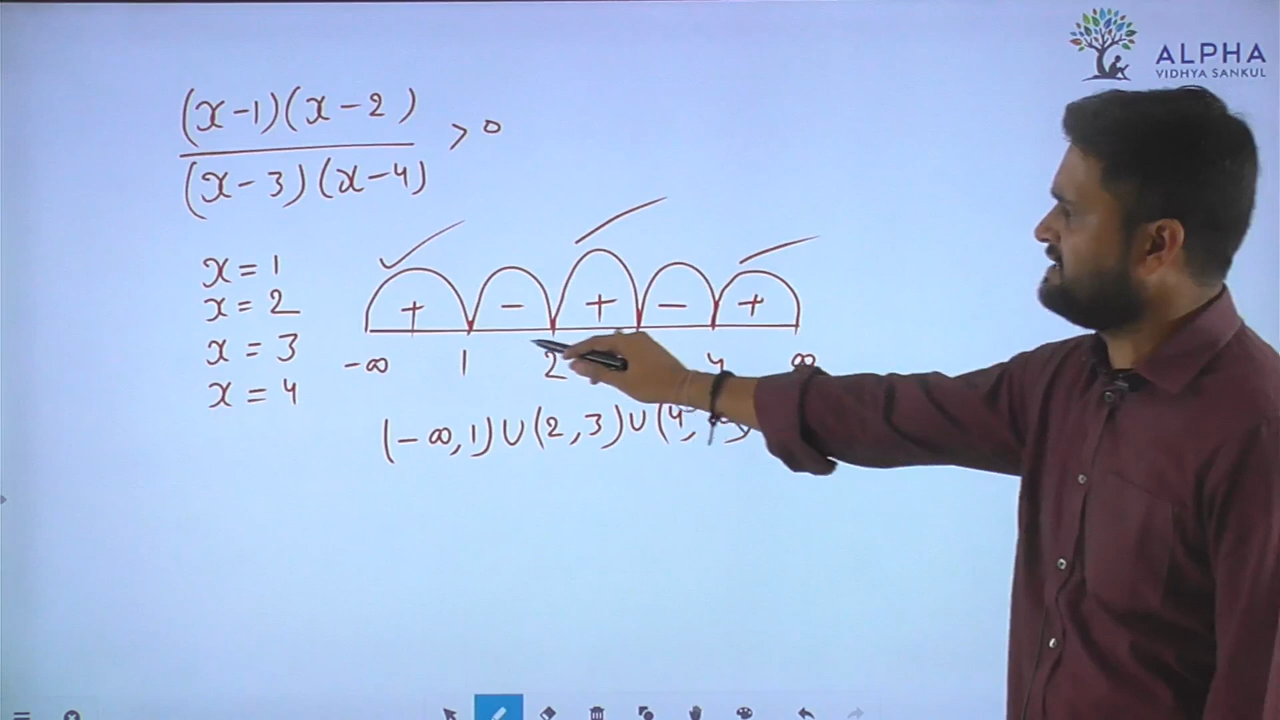 ALPHA
VIDHYA SANKUL
(x-1)(x-2)
(x-3)(x-4)
> 0
x = 1
x = 2
x = 3
x = 4
+ - + - +
-∞ 1 2 4 ∞
(-∞,1)∪(2,3)∪(4, )